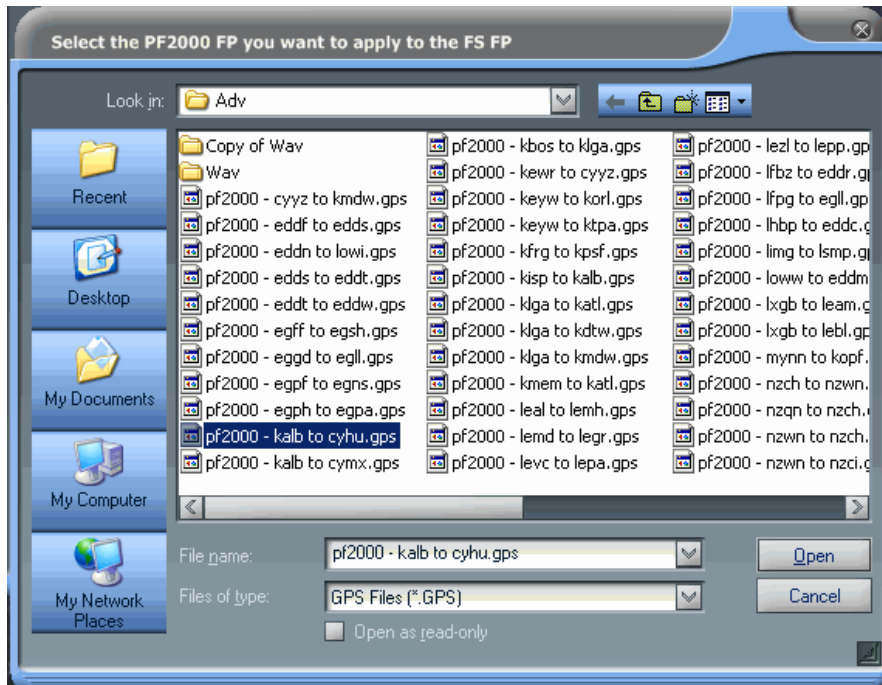 Select the PF2000 FP you want to apply to the FS FP
Look in:
Adv
Recent
Desktop
My Documents
My Computer
My Network
Places
Copy of Wav
Wav
pf2000 - cyyz to kmdw.gps
pf2000 - eddf to edds.gps
pf2000 - eddn to lowi.gps
pf2000 - edds to eddt.gps
pf2000 - eddt to eddw.gps
pf2000 - egff to egsh.gps
pf2000 - eggd to egll.gps
pf2000 - egpf to egns.gps
pf2000 - egph to egpa.gps
pf2000 - kalb to cyhu.gps
pf2000 - kalb to cymx.gps
pf2000 - kbos to klga.gps
pf2000 - kewr to cyyz.gps
pf2000 - keyw to korl.gps
pf2000 - keyw to ktpa.gps
pf2000 - kfrg to kpsf.gps
pf2000 - kisp to kalb.gps
pf2000 - klga to katl.gps
pf2000 - klga to kdtw.gps
pf2000 - klga to kmdw.gps
pf2000 - kmem to katl.gps
pf2000 - leal to lemh.gps
pf2000 - lemd to legr.gps
pf2000 - levc to lepa.gps
pf2000 - lezl to lepp.gp
pf2000 - lfbz to eddr.g
pf2000 - lfpg to egll.gp
pf2000 - lhbp to eddc.g
pf2000 - limg to lsmp.g
pf2000 - loww to eddm
pf2000 - lxgb to leam.g
pf2000 - lxgb to lebl.gp
pf2000 - mynn to kopf.
pf2000 - nzch to nzwn.
pf2000 - nzqn to nzch.
pf2000 - nzwn to nzch.
pf2000 - nzwn to nzci.g
File name:
pf2000 - kalb to cyhu.gps
Open
Files of type:
GPS Files (*.GPS)
Cancel
Open as read-only